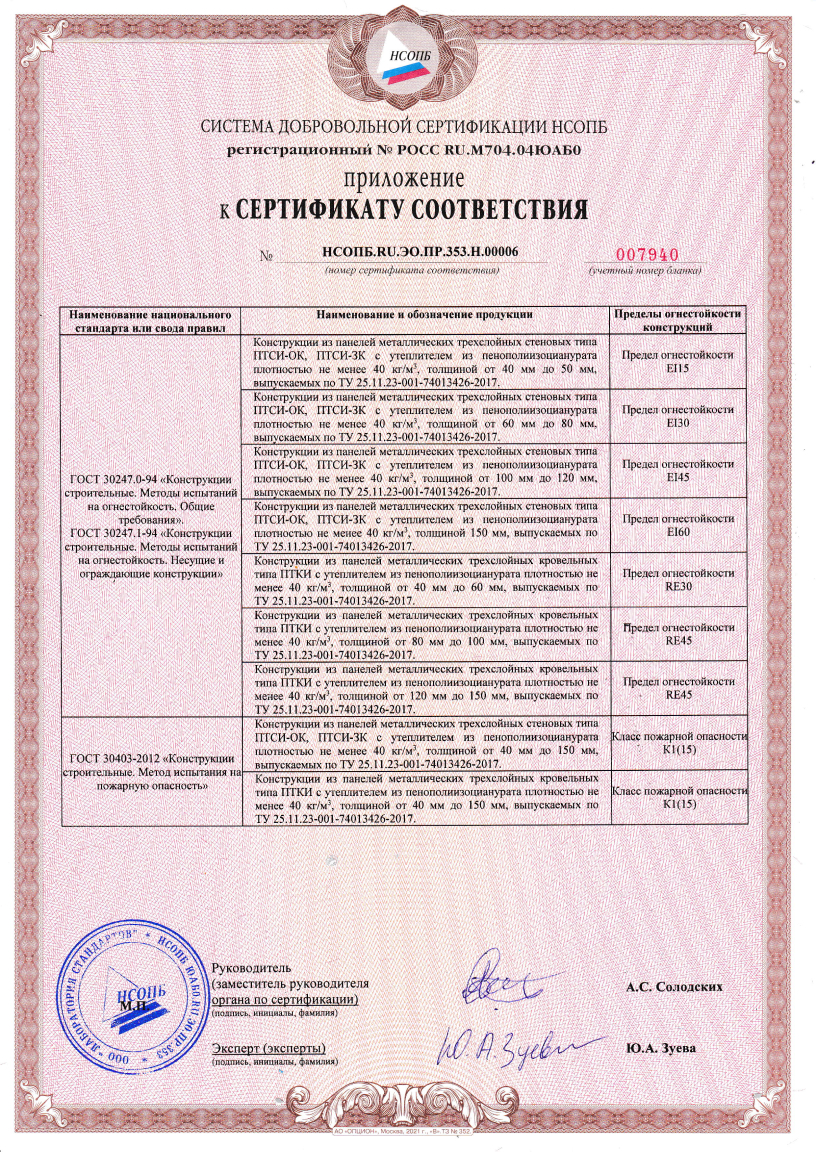 НСОПБ
СИСТЕМА ДОБРОВОЛЬНОЙ СЕРТИФИКАЦИИ НСОПБ
регистрационный № РОСС RU.М704.04ЮАБ0
приложение
к СЕРТИФИКАТУ СООТВЕТСТВИЯ
№ НСОПБ.RU.ЭО.ПР.353.Н.00006 007940
(номер сертификата соответствия) (учетный номер бланка)
Наименование национального стандарта или свода правил
Наименование и обозначение продукции
Пределы огнестойкости конструкций
ГОСТ 30247.0-94 «Конструкции
строительные. Методы испытаний
на огнестойкость. Общие
требования».
ГОСТ 30247.1-94 «Конструкции
строительные. Методы испытаний
на огнестойкость. Несущие и
ограждающие конструкции»
Конструкции из панелей металлических трехслойных стеновых типа
ПТСИ-ОК, ПТСИ-ЗК с утеплителем из пенополиизоцианурата
плотностью не менее 40 кг/м³, толщиной от 40 мм до 50 мм,
выпускаемых по ТУ 25.11.23-001-74013426-2017.
Предел огнестойкости
EI15
Конструкции из панелей металлических трехслойных стеновых типа
ПТСИ-ОК, ПТСИ-ЗК с утеплителем из пенополиизоцианурата
плотностью не менее 40 кг/м³, толщиной от 60 мм до 80 мм,
выпускаемых по ТУ 25.11.23-001-74013426-2017.
Предел огнестойкости
EI30
Конструкции из панелей металлических трехслойных стеновых типа
ПТСИ-ОК, ПТСИ-ЗК с утеплителем из пенополиизоцианурата
плотностью не менее 40 кг/м³, толщиной от 100 мм до 120 мм,
выпускаемых по ТУ 25.11.23-001-74013426-2017.
Предел огнестойкости
EI45
Конструкции из панелей металлических трехслойных стеновых типа
ПТСИ-ОК, ПТСИ-ЗК с утеплителем из пенополиизоцианурата
плотностью не менее 40 кг/м³, толщиной 150 мм, выпускаемых по
ТУ 25.11.23-001-74013426-2017.
Предел огнестойкости
EI60
Конструкции из панелей металлических трехслойных кровельных
типа ПТКИ с утеплителем из пенополиизоцианурата плотностью не
менее 40 кг/м³, толщиной от 40 мм до 60 мм, выпускаемых по
ТУ 25.11.23-001-74013426-2017.
Предел огнестойкости
RE30
Конструкции из панелей металлических трехслойных кровельных
типа ПТКИ с утеплителем из пенополиизоцианурата плотностью не
менее 40 кг/м³, толщиной от 80 мм до 100 мм, выпускаемых по
ТУ 25.11.23-001-74013426-2017.
Предел огнестойкости
RE45
Конструкции из панелей металлических трехслойных кровельных
типа ПТКИ с утеплителем из пенополиизоцианурата плотностью не
менее 40 кг/м³, толщиной от 120 мм до 150 мм, выпускаемых по
ТУ 25.11.23-001-74013426-2017.
Предел огнестойкости
RE45
ГОСТ 30403-2012 «Конструкции
строительные. Метод испытания на
пожарную опасность»
Конструкции из панелей металлических трехслойных стеновых типа
ПТСИ-ОК, ПТСИ-ЗК с утеплителем из пенополиизоцианурата
плотностью не менее 40 кг/м³, толщиной от 40 мм до 150 мм,
выпускаемых по ТУ 25.11.23-001-74013426-2017.
Класс пожарной опасности
К1(15)
Конструкции из панелей металлических трехслойных кровельных
типа ПТКИ с утеплителем из пенополиизоцианурата плотностью не
менее 40 кг/м³, толщиной от 40 мм до 150 мм, выпускаемых по
ТУ 25.11.23-001-74013426-2017.
Класс пожарной опасности
К1(15)
ООО "ЛАБОРАТОРИЯ СТАНДАРТОВ" * НСОПБ ЮАБ0.RU.ЭО.ПР.353 *
НСОПБ
М.П.
Руководитель
(заместитель руководителя
органа по сертификации)
(подпись, инициалы, фамилия)
А.С. Солодских
Эксперт (эксперты)
(подпись, инициалы, фамилия)
Ю.А. Зуева
Ю.А. Зуева
АО «ОПЦИОН», Москва, 2021 г., «В» ТЗ № 352.